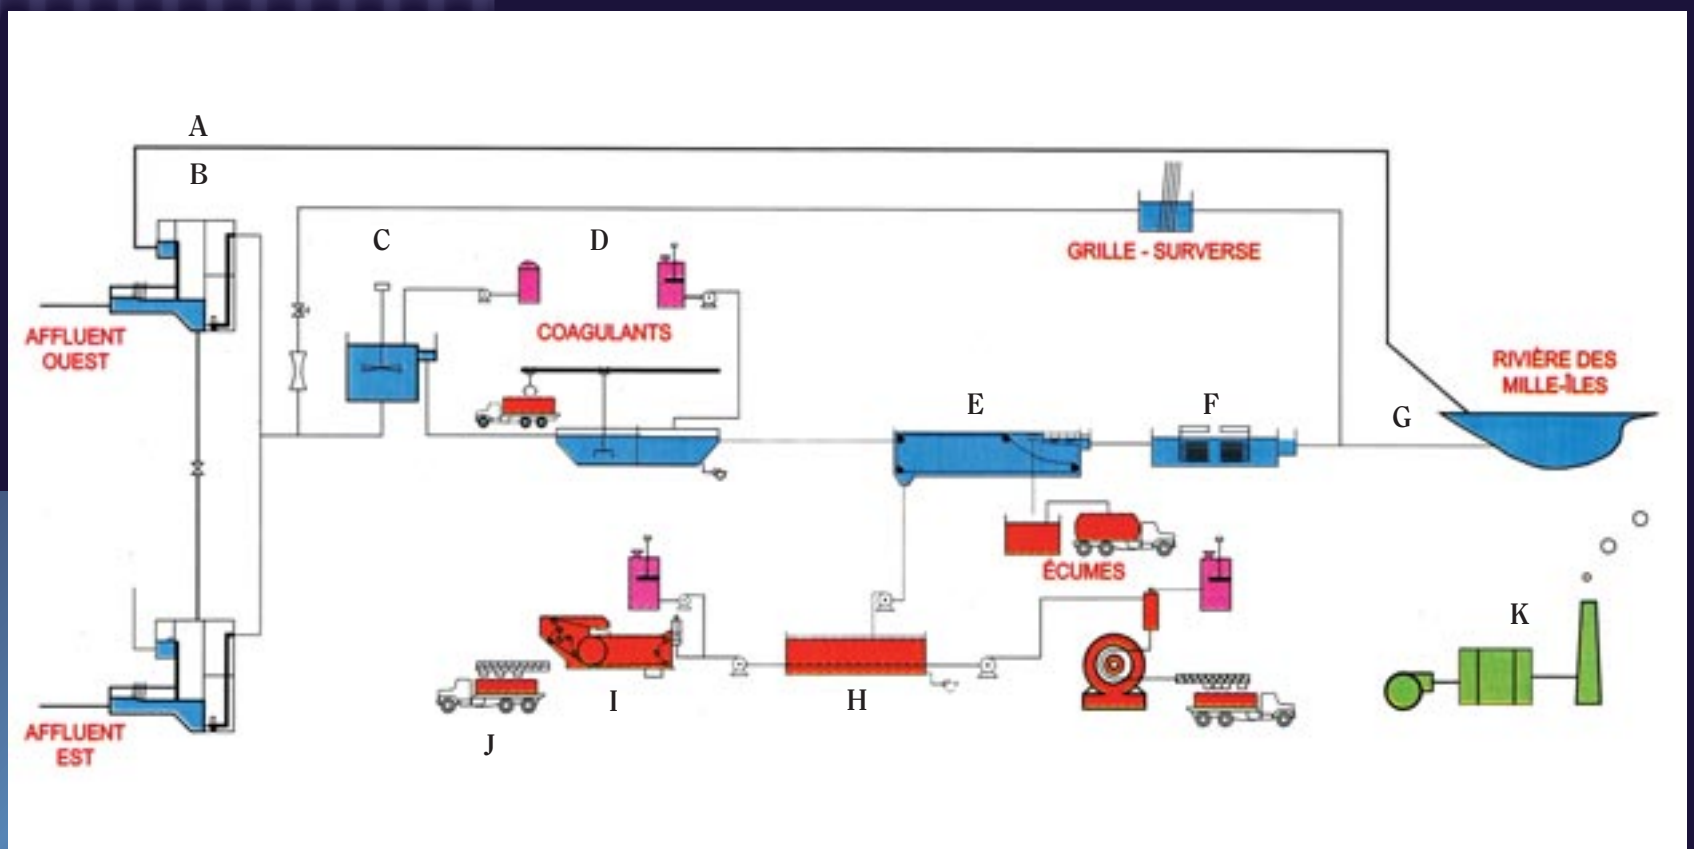 A
B
C
D
GRILLE - SURVERSE
COAGULANTS
AFFLUENT
OUEST
RIVIÈRE DES
MILLE-ÎLES
E
F
G
ÉCUMES
K
I
H
J
AFFLUENT
EST